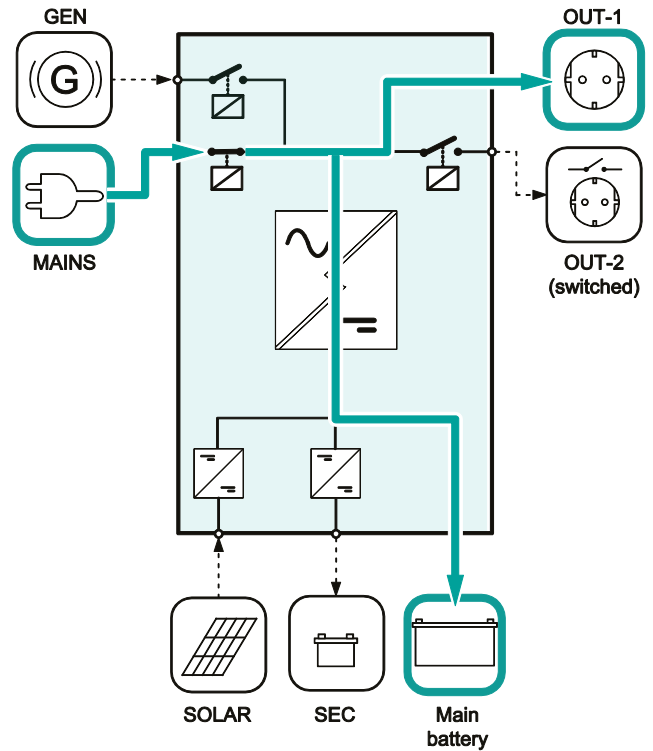 GEN
OUT-1
G
MAINS
OUT-2
(switched)
SOLAR
SEC
Main
battery